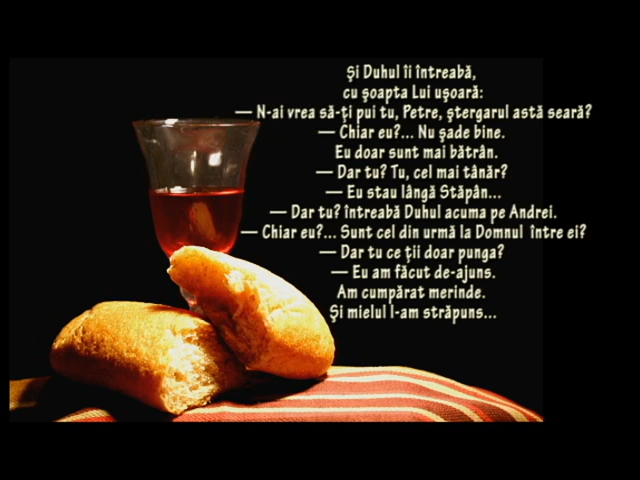 Şi Duhul îi întreabă,
cu şoapta Lui uşoară:
— N-ai vrea să-ţi pui tu, Petre, ştergarul astă seară?
— Chiar eu?... Nu şade bine.
Eu doar sunt mai bătrân.
— Dar tu? Tu, cel mai tânăr?
— Eu stau lângă Stăpân...
— Dar tu? întreabă Duhul acuma pe Andrei.
— Chiar eu?... Sunt cel din urmă la Domnul între ei?
— Dar tu ce ţii doar punga?
— Eu am făcut de-ajuns.
Am cumpărat merinde.
Şi mielul l-am străpuns...